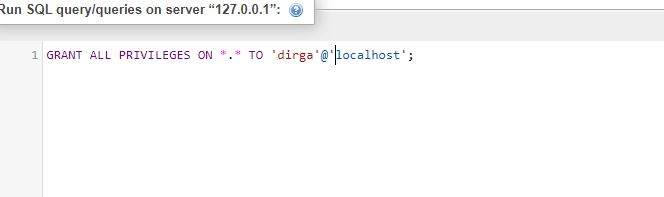 Run SQL query/queries on server “127.0.0.1”:
1 GRANT ALL PRIVILEGES ON *.* TO 'dirga'@'localhost';